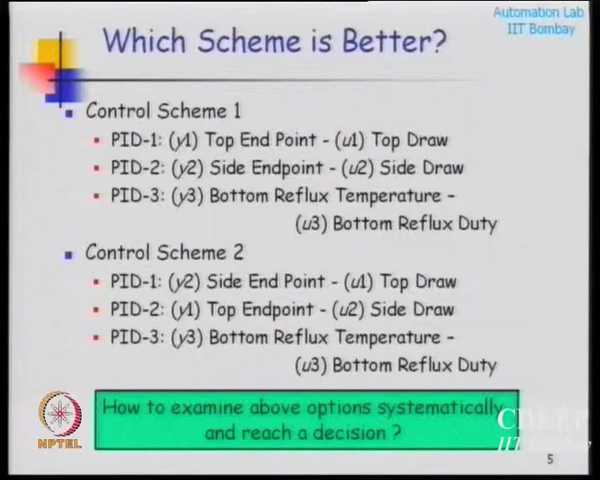 Automation Lab
IIT Bombay
Which Scheme is Better?
Control Scheme 1
PID-1: (y1) Top End Point - (u1) Top Draw
PID-2: (y2) Side Endpoint - (u2) Side Draw
PID-3: (y3) Bottom Reflux Temperature -
(u3) Bottom Reflux Duty
Control Scheme 2
PID-1: (y2) Side End Point - (u1) Top Draw
PID-2: (y1) Top Endpoint - (u2) Side Draw
PID-3: (y3) Bottom Reflux Temperature -
(u3) Bottom Reflux Duty
How to examine above options systematically
and reach a decision ?
NPTEL
5